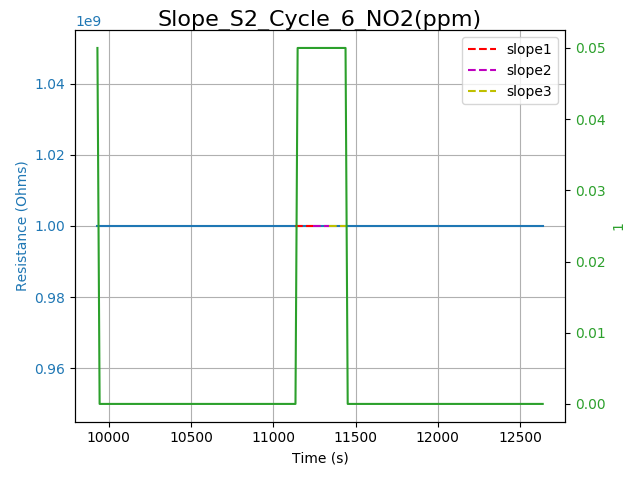 Slope_S2_Cycle_6_NO2(ppm)
1e9
slope1
slope2
slope3
1.04
1.02
1.00
0.98
0.96
Resistance (Ohms)
0.05
0.04
0.03
0.02
0.01
0.00
1
10000 10500 11000 11500 12000 12500
Time (s)